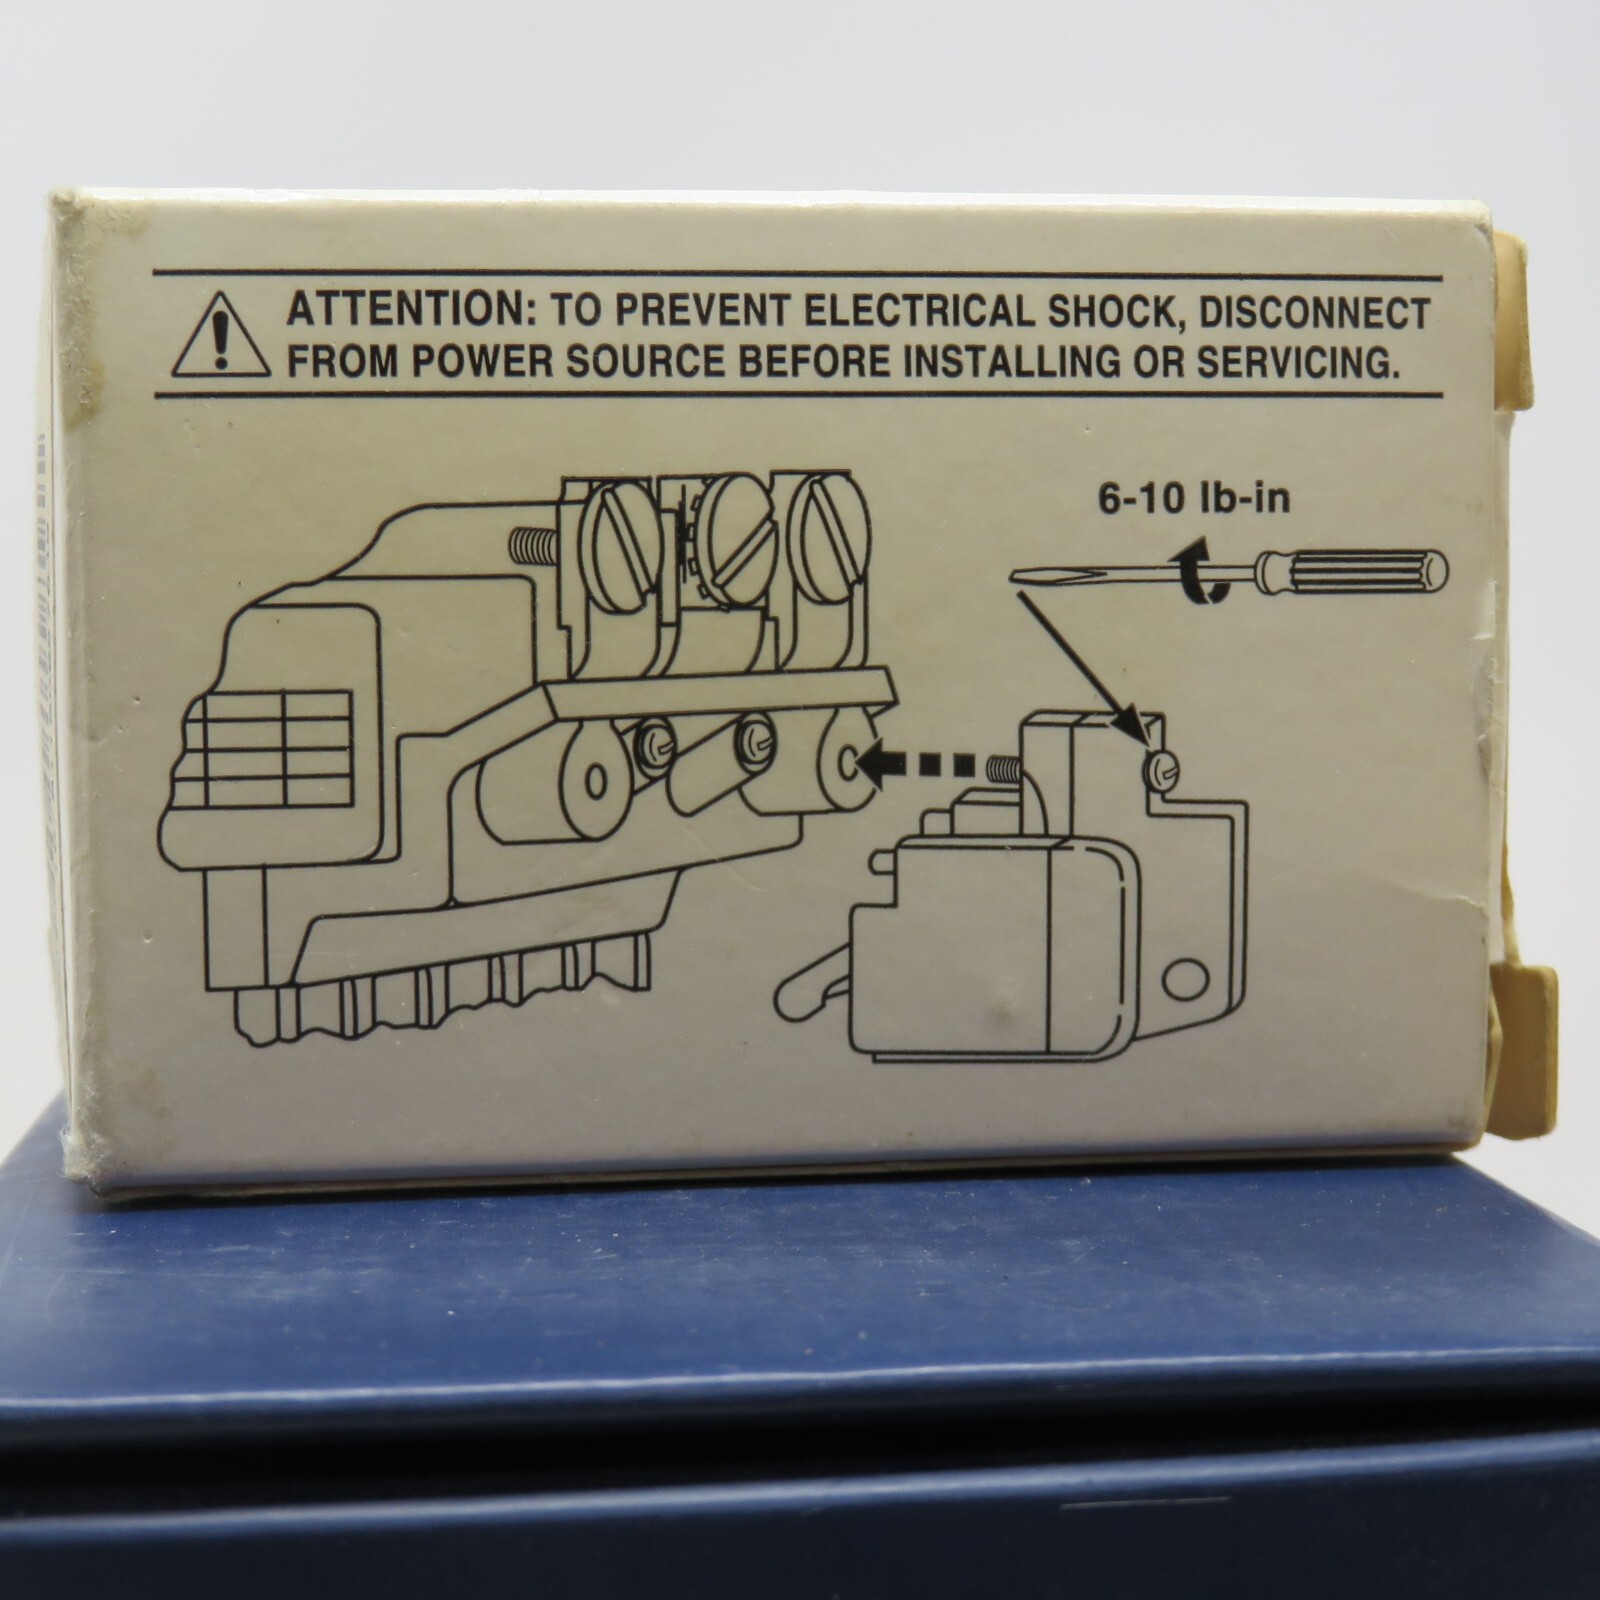 ATTENTION: TO PREVENT ELECTRICAL SHOCK, DISCONNECT
FROM POWER SOURCE BEFORE INSTALLING OR SERVICING.
6-10 lb-in